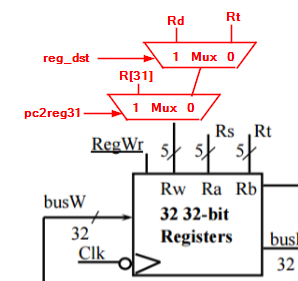 Rd Rt
reg_dst 1 Mux 0
R[31]
pc2reg31 1 Mux 0
RegWr 5 5 Rs 5 Rt
Rw Ra Rb
busW 32 32-bit
32 Registers
Clk
32